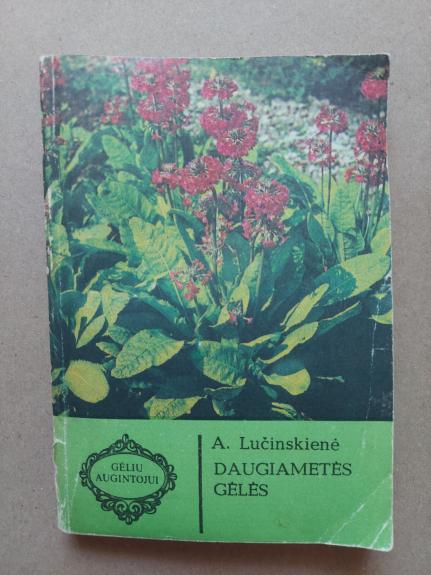 A. Lučinskienė
DAUGIAMETĖS
GĖLĖS
GĖLIŲ
AUGINTOJUI